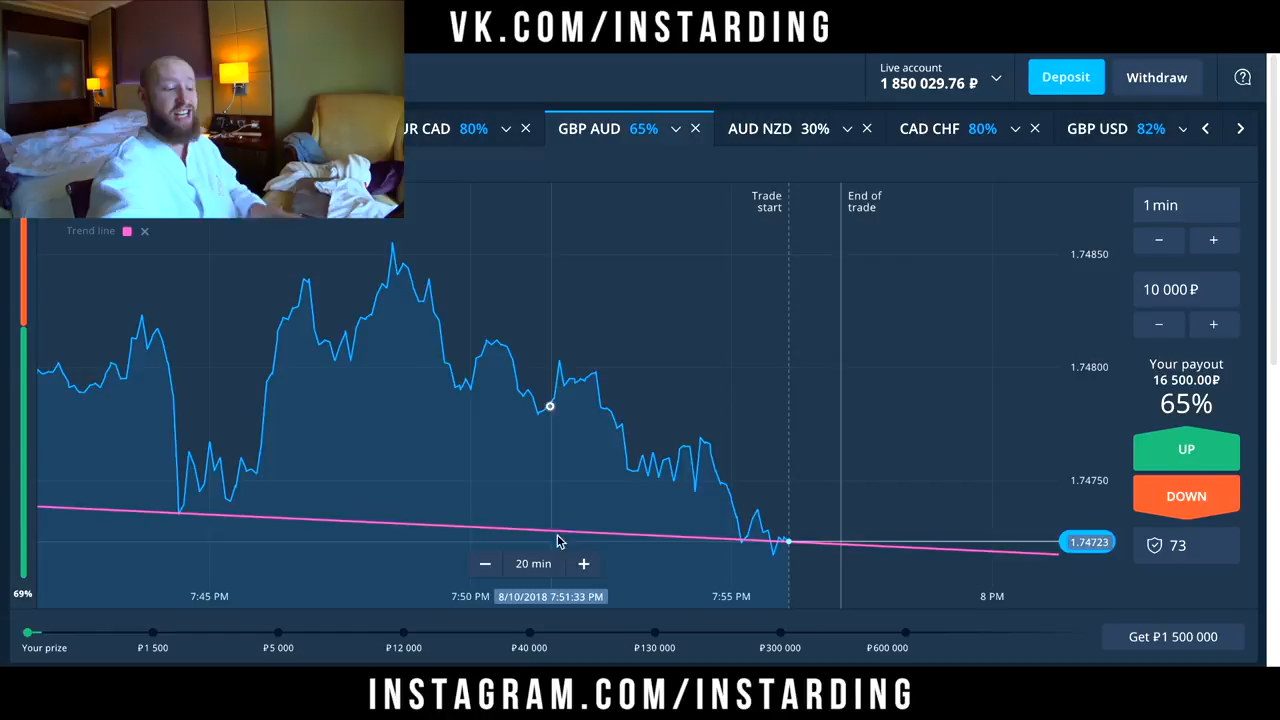 VK.COM/INSTARDING
Live account
1 850 029.76 ₽
Deposit
Withdraw
UR CAD 80%
GBP AUD 65%
AUD NZD 30%
CAD CHF 80%
GBP USD 82%
Trade start
End of trade
Trend line
1 min
− +
10 000 ₽
− +
Your payout
16 500.00₽
65%
UP
DOWN
73
1.74850
1.74800
1.74750
1.74723
69%
− 20 min +
7:45 PM
7:50 PM
8/10/2018 7:51:33 PM
7:55 PM
8 PM
Your prize
₽1 500
₽5 000
₽12 000
₽40 000
₽130 000
₽300 000
₽600 000
Get ₽1 500 000
INSTAGRAM.COM/INSTARDING